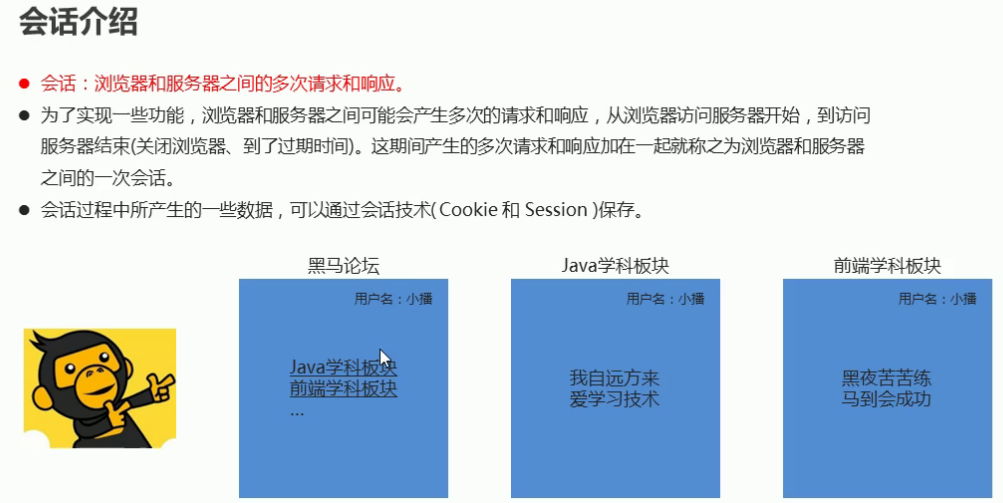 会话介绍
会话：浏览器和服务器之间的多次请求和响应。
为了实现一些功能，浏览器和服务器之间可能会产生多次的请求和响应，从浏览器访问服务器开始，到访问
服务器结束(关闭浏览器、到了过期时间)。这期间产生的多次请求和响应加在一起就称之为浏览器和服务器
之间的一次会话。
会话过程中所产生的一些数据，可以通过会话技术( Cookie 和 Session )保存。
黑马论坛
用户名：小播
Java学科板块
前端学科板块
...
Java学科板块
用户名：小播
我自远方来
爱学习技术
前端学科板块
用户名：小播
黑夜苦苦练
马到会成功